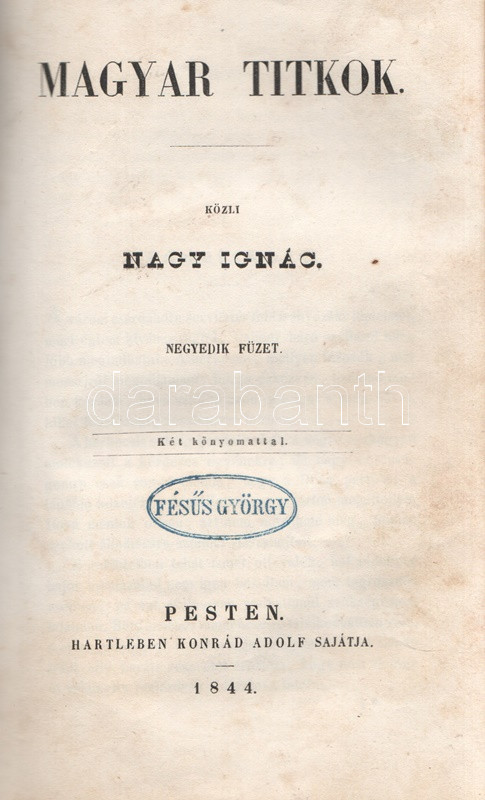 MAGYAR TITKOK.
KÖZLI
NAGY IGNÁC.
NEGYEDIK FÜZET.
darabanth
Két kőnyomattal.
FÉSŰS GYÖRGY
PESTEN.
HARTLEBEN KONRÁD ADOLF SAJÁTJA.
1844.